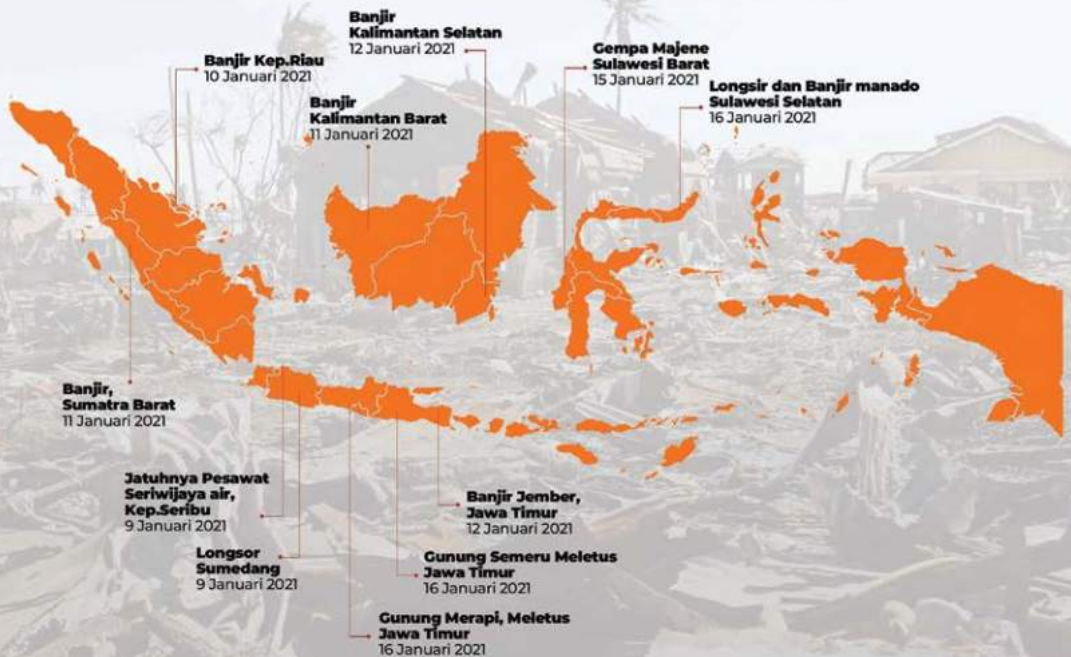 Banjir
Kalimantan Selatan
12 Januari 2021
Banjir Kep.Riau
10 Januari 2021
Gempa Majene
Sulawesi Barat
15 Januari 2021
Longsir dan Banjir manado
Sulawesi Selatan
16 Januari 2021
Banjir
Kalimantan Barat
11 Januari 2021
Banjir,
Sumatra Barat
11 Januari 2021
Jatuhnya Pesawat
Seriwijaya air,
Kep.Seribu
9 Januari 2021
Banjir Jember,
Jawa Timur
12 Januari 2021
Longsor
Sumedang
9 Januari 2021
Gunung Semeru Meletus
Jawa Timur
16 Januari 2021
Gunung Merapi, Meletus
Jawa Timur
16 Januari 2021